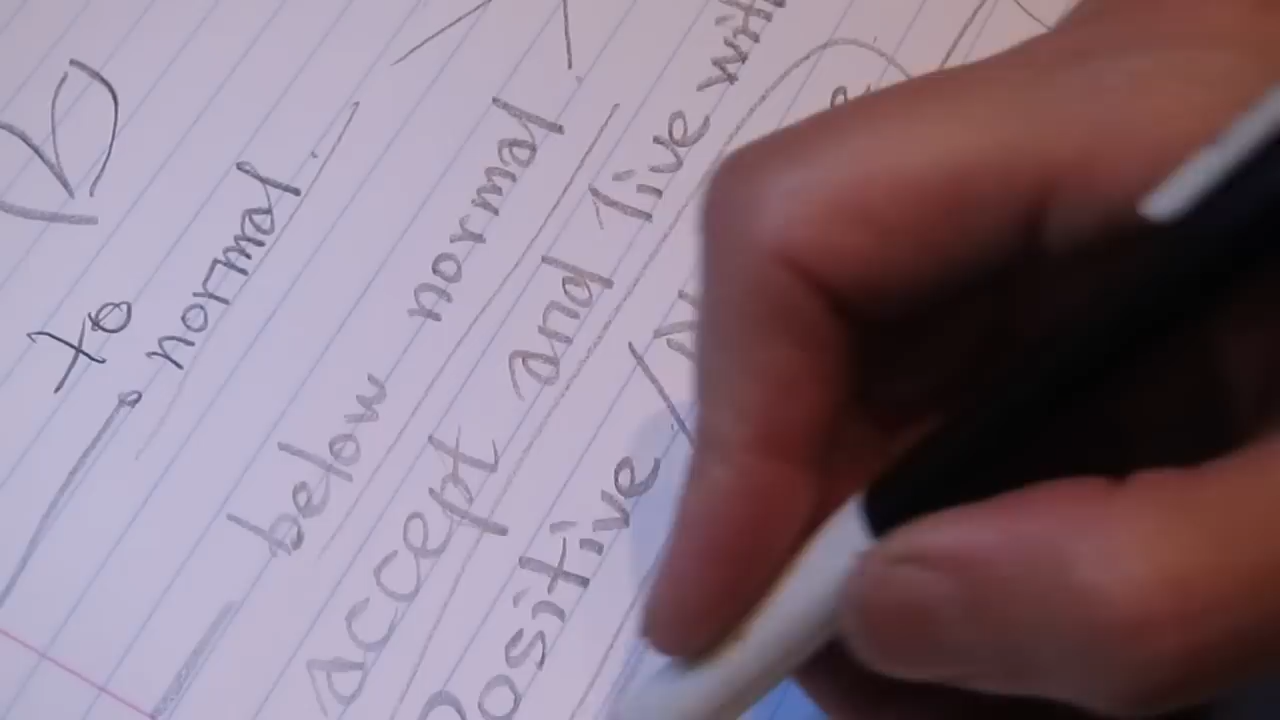 to
normal.
below normal.
accept and live with
Positive / N